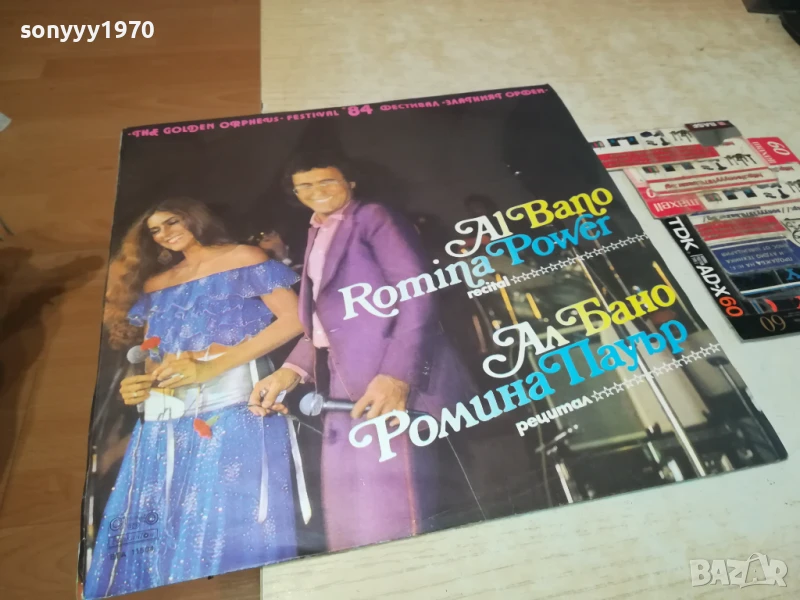 sonyyy1970
·THE GOLDEN ORPHEUS· FESTIVAL '84 ФЕСТИВАЛ ·ЗЛАТНИЯТ ОРФЕЙ·
Al Bano
Romina Power
recital
Ал Бано
Ромина Пауър
рецитал
maxell
60
TDK AD-X60
BAZAR